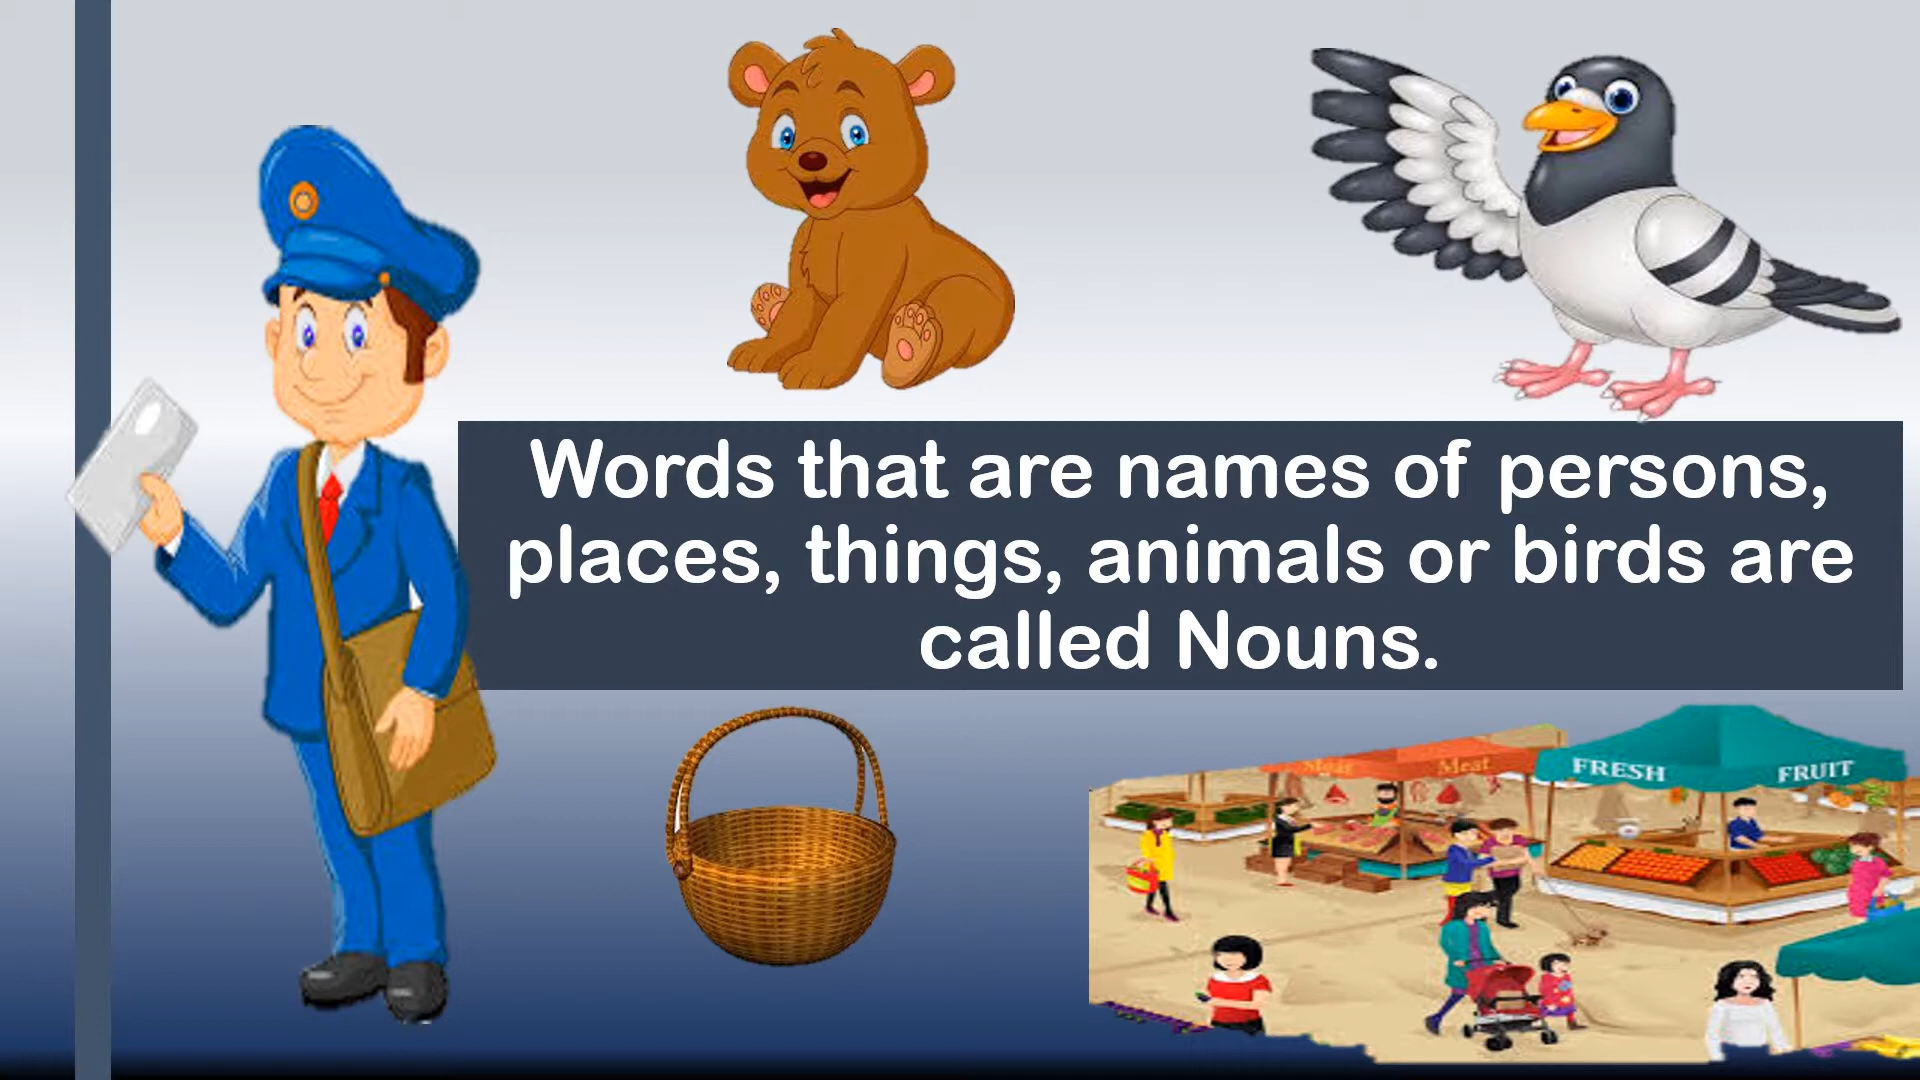 Words that are names of persons,
places, things, animals or birds are
called Nouns.
Meat
FRESH FRUIT